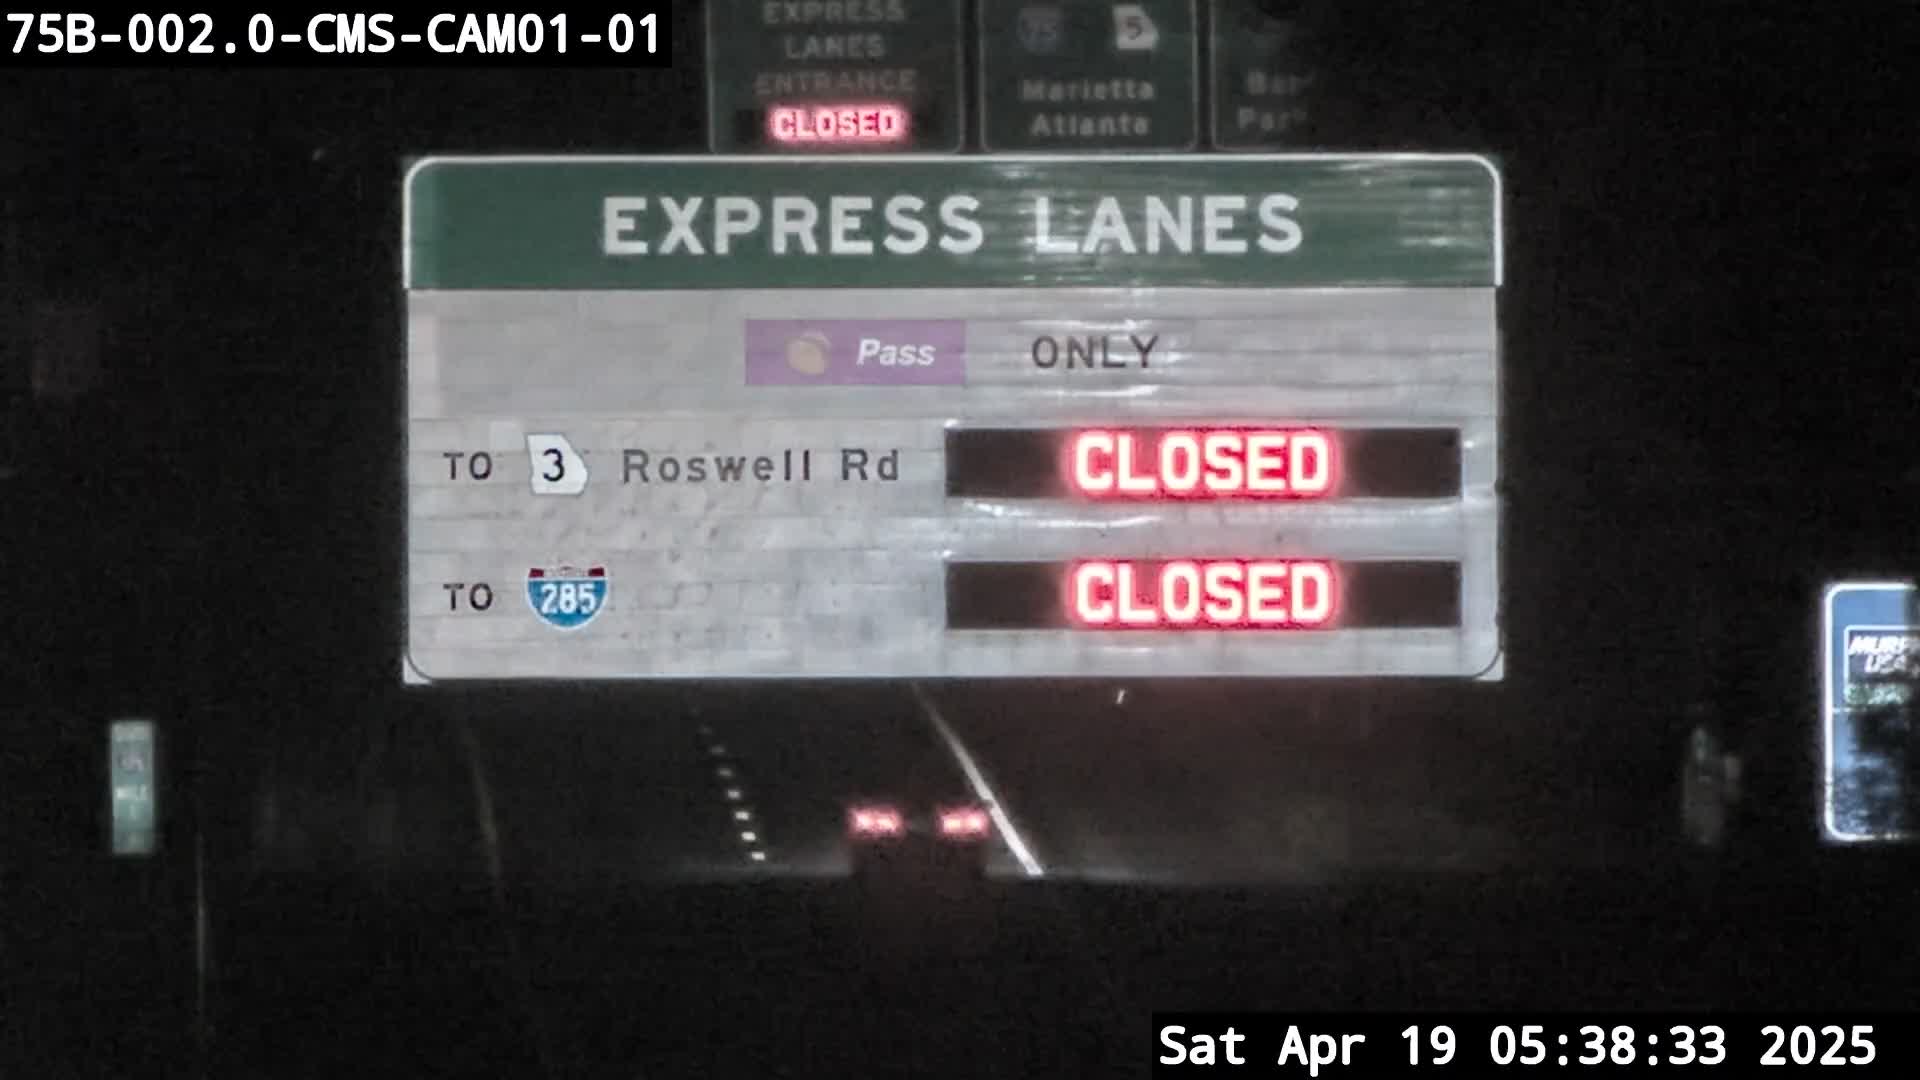 75B-002.0-CMS-CAM01-01
EXPRESS
LANES
ENTRANCE
CLOSED
75 5
Marietta
Atlanta
EXPRESS LANES
Pass ONLY
TO 3 Roswell Rd CLOSED
TO 285 CLOSED
MILE
Sat Apr 19 05:38:33 2025